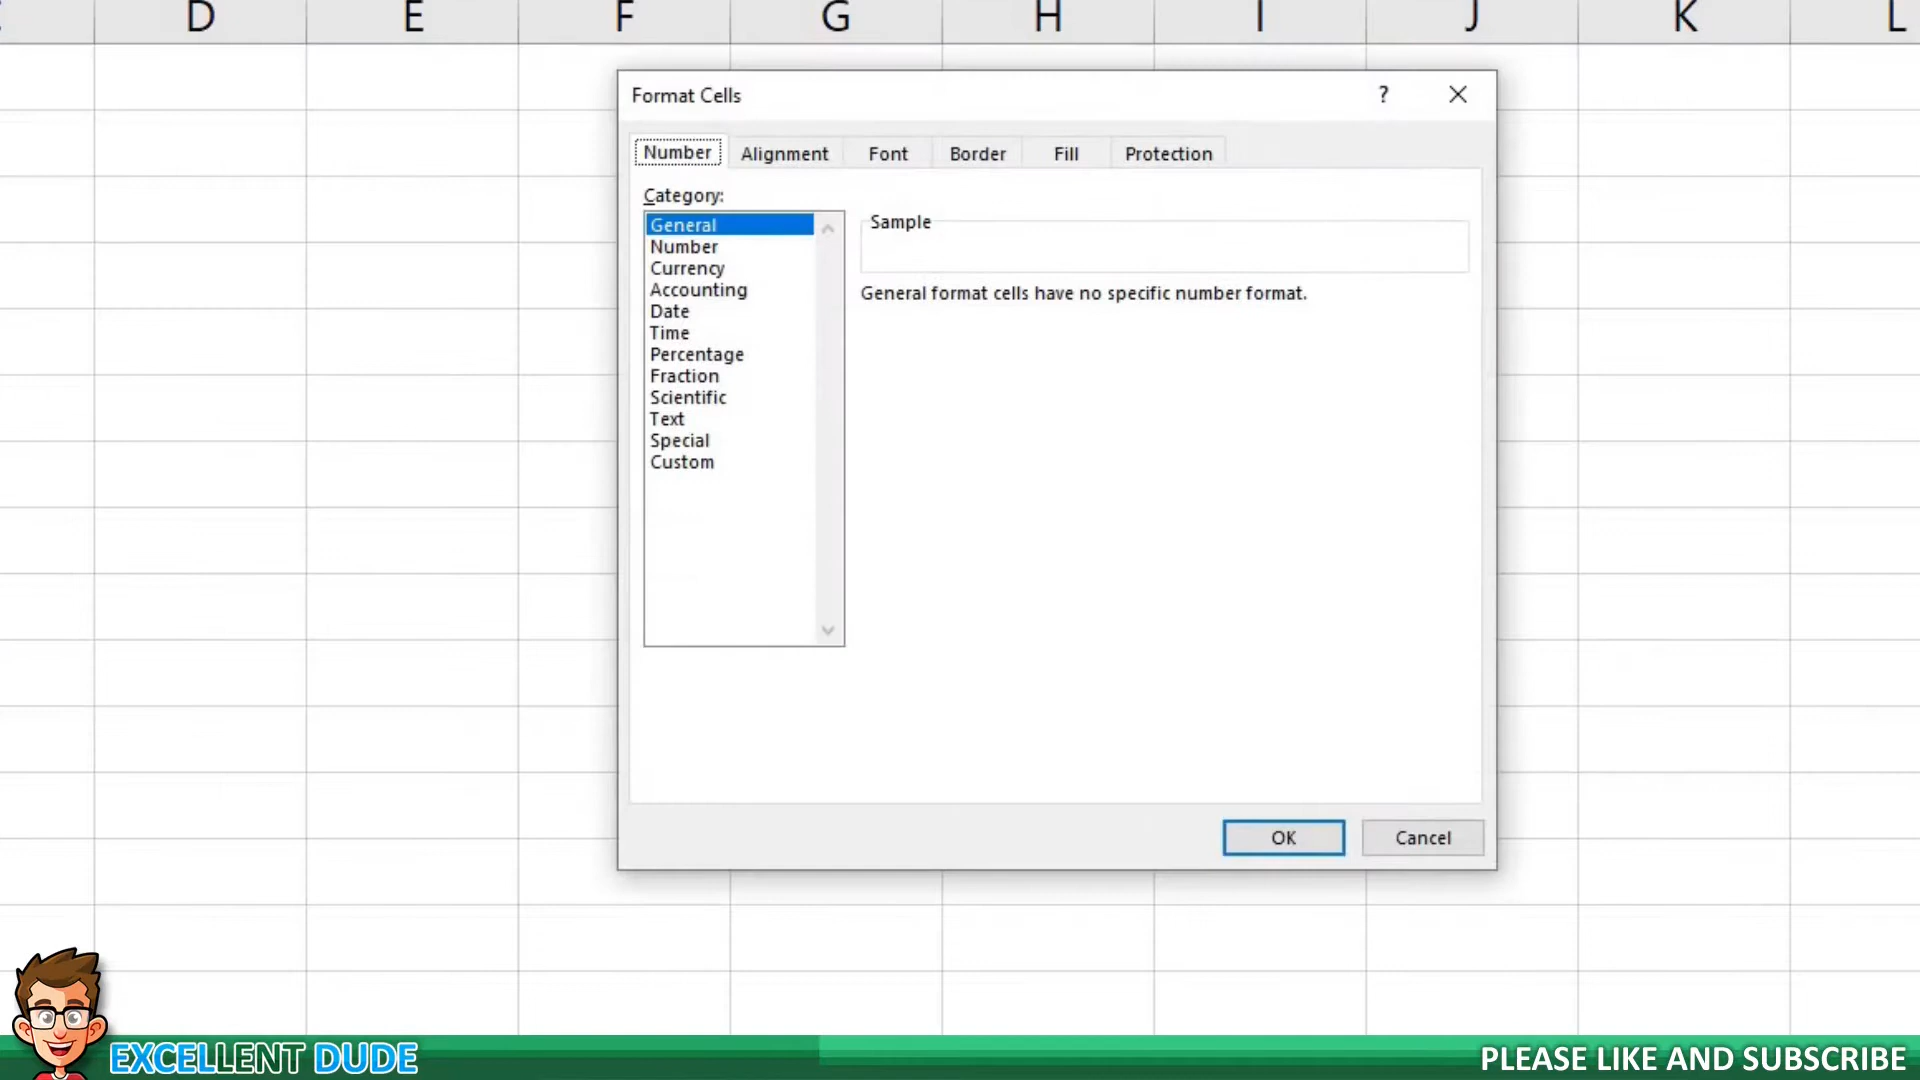 D E F G H I J K L
Format Cells ?
Number Alignment Font Border Fill Protection
Category:
General
Number
Currency
Accounting
Date
Time
Percentage
Fraction
Scientific
Text
Special
Custom
Sample
General format cells have no specific number format.
OK Cancel
EXCELLENT DUDE
PLEASE LIKE AND SUBSCRIBE